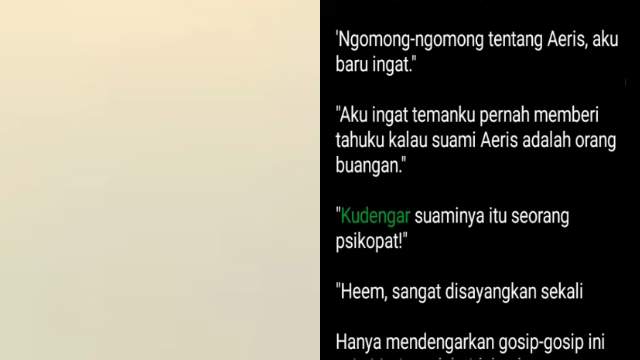 'Ngomong-ngomong tentang Aeris, aku
baru ingat."
"Aku ingat temanku pernah memberi
tahuku kalau suami Aeris adalah orang
buangan."
"Kudengar suaminya itu seorang
psikopat!"
"Heem, sangat disayangkan sekali
Hanya mendengarkan gosip-gosip ini